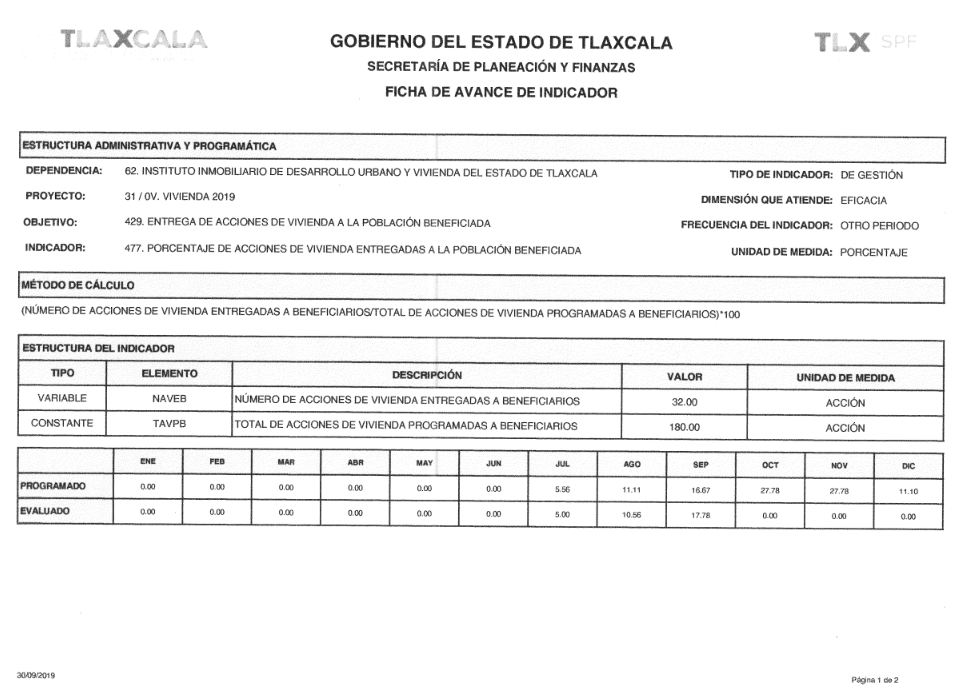 TLAXCALA
GOBIERNO DEL ESTADO DE TLAXCALA
TLX SPF
SECRETARÍA DE PLANEACIÓN Y FINANZAS
FICHA DE AVANCE DE INDICADOR
ESTRUCTURA ADMINISTRATIVA Y PROGRAMÁTICA
DEPENDENCIA: 62. INSTITUTO INMOBILIARIO DE DESARROLLO URBANO Y VIVIENDA DEL ESTADO DE TLAXCALA TIPO DE INDICADOR: DE GESTIÓN
PROYECTO: 31 / 0V. VIVIENDA 2019 DIMENSIÓN QUE ATIENDE: EFICACIA
OBJETIVO: 429. ENTREGA DE ACCIONES DE VIVIENDA A LA POBLACIÓN BENEFICIADA FRECUENCIA DEL INDICADOR: OTRO PERIODO
INDICADOR: 477. PORCENTAJE DE ACCIONES DE VIVIENDA ENTREGADAS A LA POBLACIÓN BENEFICIADA UNIDAD DE MEDIDA: PORCENTAJE
MÉTODO DE CÁLCULO
(NÚMERO DE ACCIONES DE VIVIENDA ENTREGADAS A BENEFICIARIOS/TOTAL DE ACCIONES DE VIVIENDA PROGRAMADAS A BENEFICIARIOS)*100
ESTRUCTURA DEL INDICADOR
TIPO ELEMENTO DESCRIPCIÓN VALOR UNIDAD DE MEDIDA
VARIABLE NAVEB NÚMERO DE ACCIONES DE VIVIENDA ENTREGADAS A BENEFICIARIOS 32.00 ACCIÓN
CONSTANTE TAVPB TOTAL DE ACCIONES DE VIVIENDA PROGRAMADAS A BENEFICIARIOS 180.00 ACCIÓN
ENE FEB MAR ABR MAY JUN JUL AGO SEP OCT NOV DIC
PROGRAMADO 0.00 0.00 0.00 0.00 0.00 0.00 5.56 11.11 16.67 27.78 27.78 11.10
EVALUADO 0.00 0.00 0.00 0.00 0.00 0.00 5.00 10.56 17.78 0.00 0.00 0.00
30/09/2019
Página 1 de 2